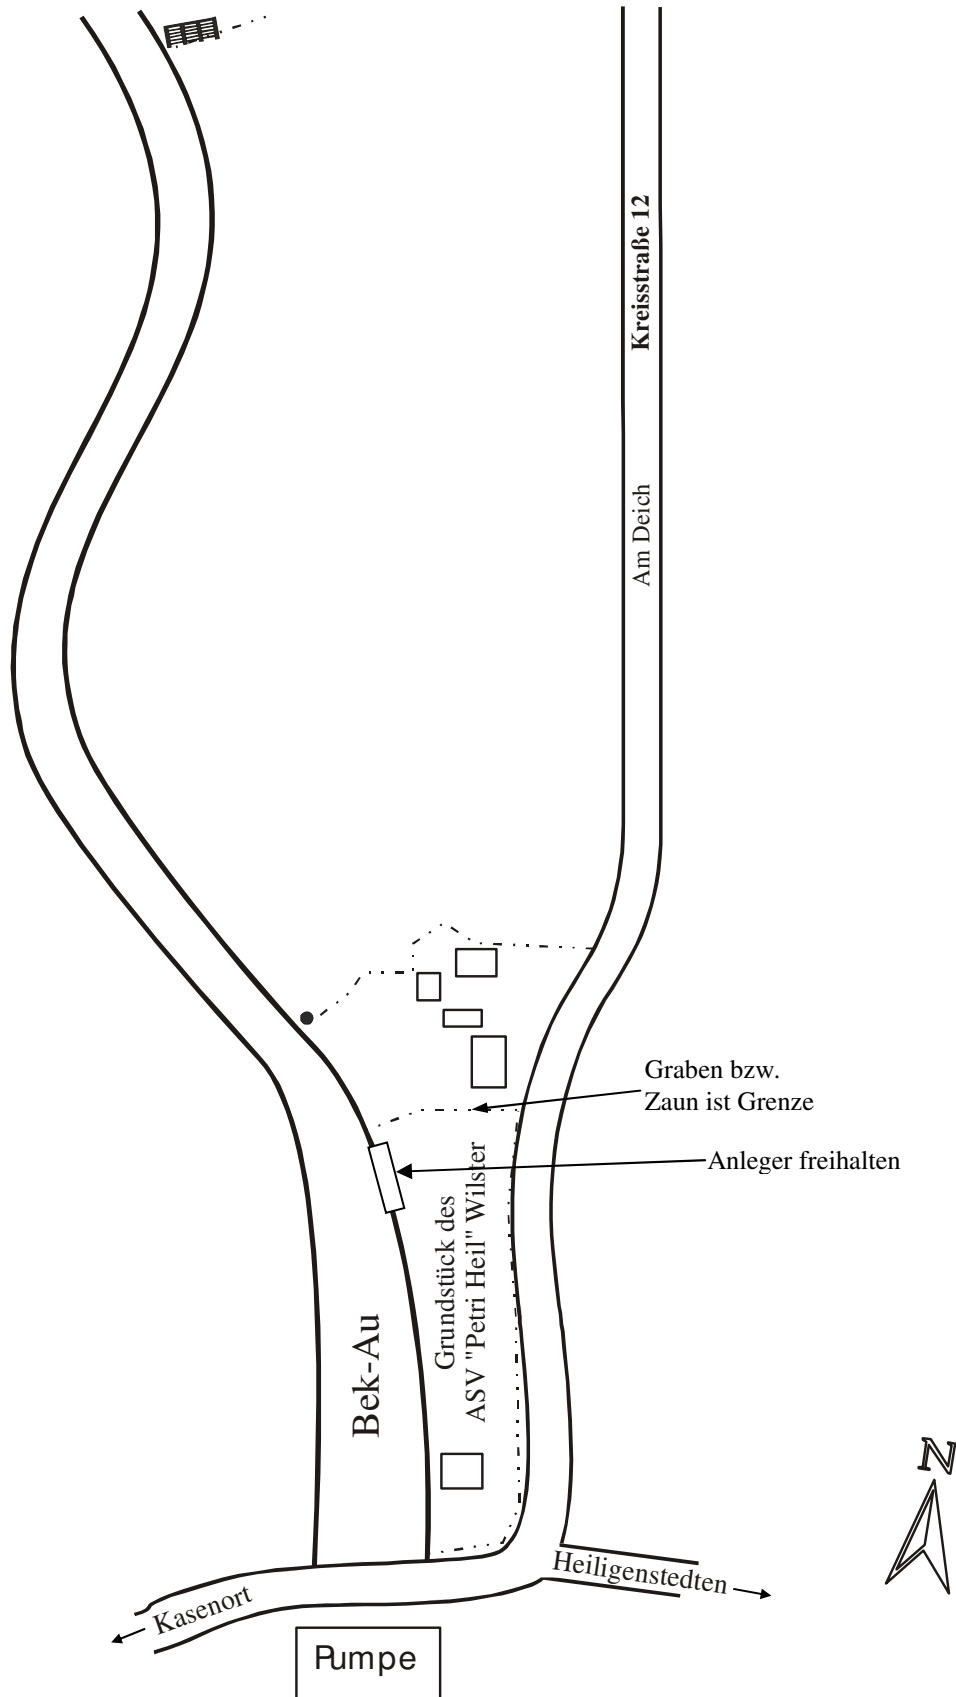 Kreisstraße 12
Am Deich
Graben bzw.
Zaun ist Grenze
Anleger freihalten
Grundstück des
ASV "Petri Heil" Wilster
Bek-Au
N
Heiligenstedten
Kasenort
Pumpe